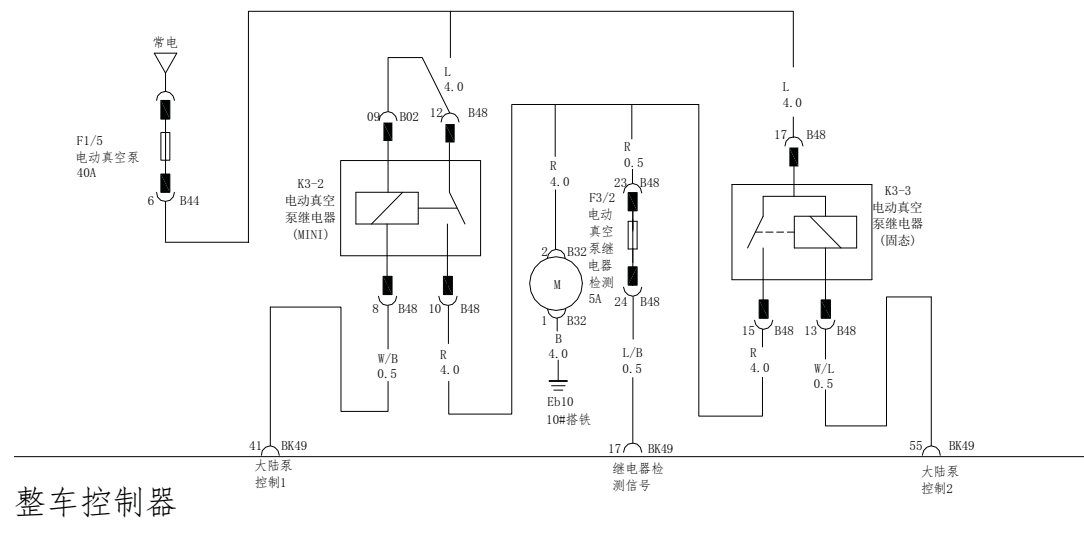 常电
F1/5
电动真空泵
40A
6
B44
L
4.0
09
B02
12
B48
K3-2
电动真空
泵继电器
(MINI)
8
B48
10
B48
W/B
0.5
R
4.0
R
4.0
2
B32
M
1
B32
B
4.0
Eb10
10#搭铁
R
0.5
23
B48
F3/2
电动
真空
泵继
电器
检测
5A
24
B48
L/B
0.5
L
4.0
17
B48
K3-3
电动真空
泵继电器
(固态)
15
B48
13
B48
R
4.0
W/L
0.5
41
BK49
大陆泵
控制1
17
BK49
继电器检
测信号
55
BK49
大陆泵
控制2
整车控制器